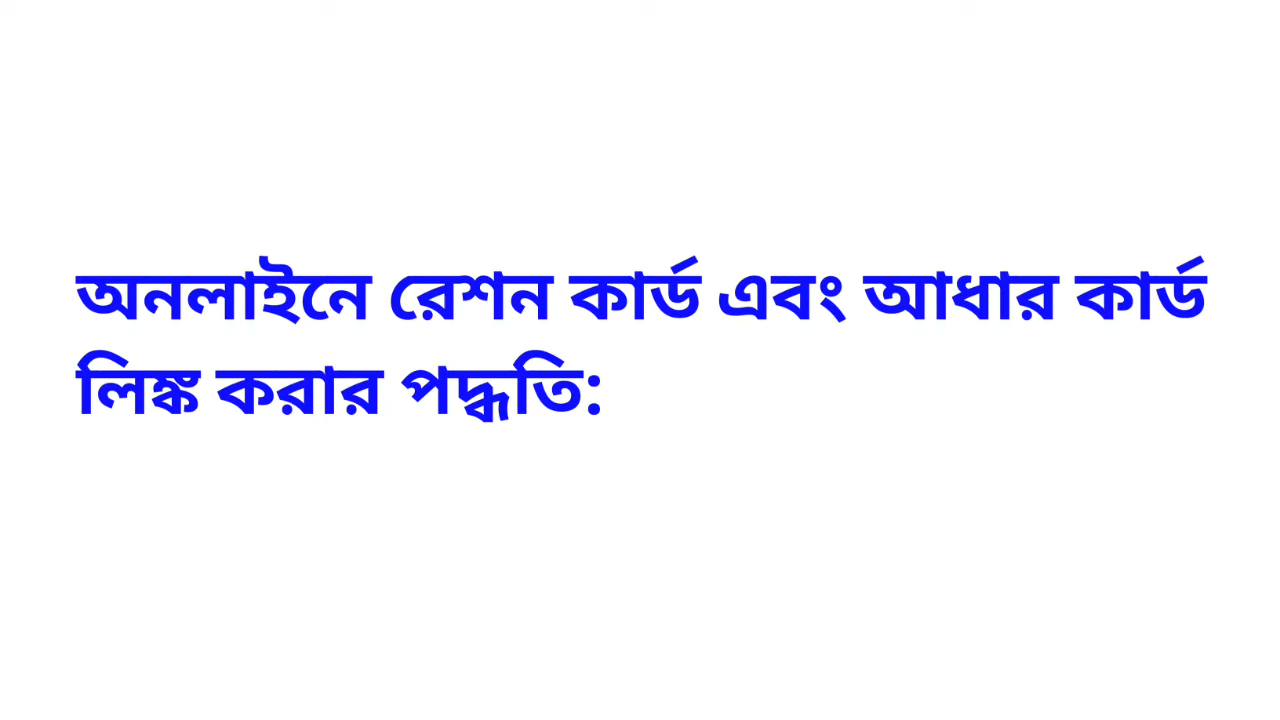 অনলাইনে রেশন কার্ড এবং আধার কার্ড
লিঙ্ক করার পদ্ধতি: